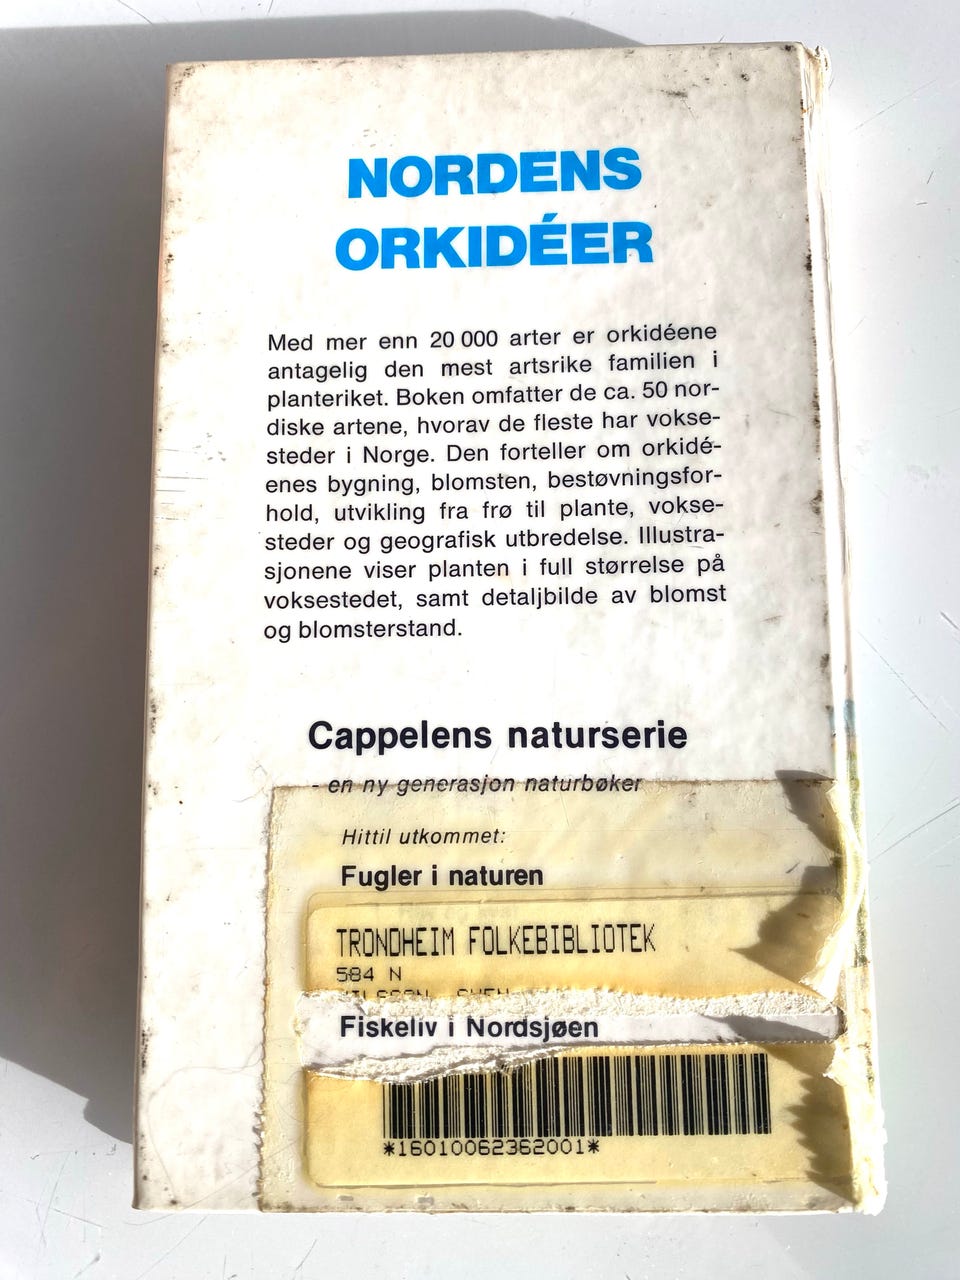 NORDENS
ORKIDÉER
Med mer enn 20 000 arter er orkidéene
antagelig den mest artsrike familien i
planteriket. Boken omfatter de ca. 50 nor-
diske artene, hvorav de fleste har vokse-
steder i Norge. Den forteller om orkidé-
enes bygning, blomsten, bestøvningsfor-
hold, utvikling fra frø til plante, vokse-
steder og geografisk utbredelse. Illustra-
sjonene viser planten i full størrelse på
voksestedet, samt detaljbilde av blomst
og blomsterstand.
Cappelens naturserie
- en ny generasjon naturbøker
Hittil utkommet:
Fugler i naturen
TRONDHEIM FOLKEBIBLIOTEK
584 N
Fiskeliv i Nordsjøen
*16010062362001*